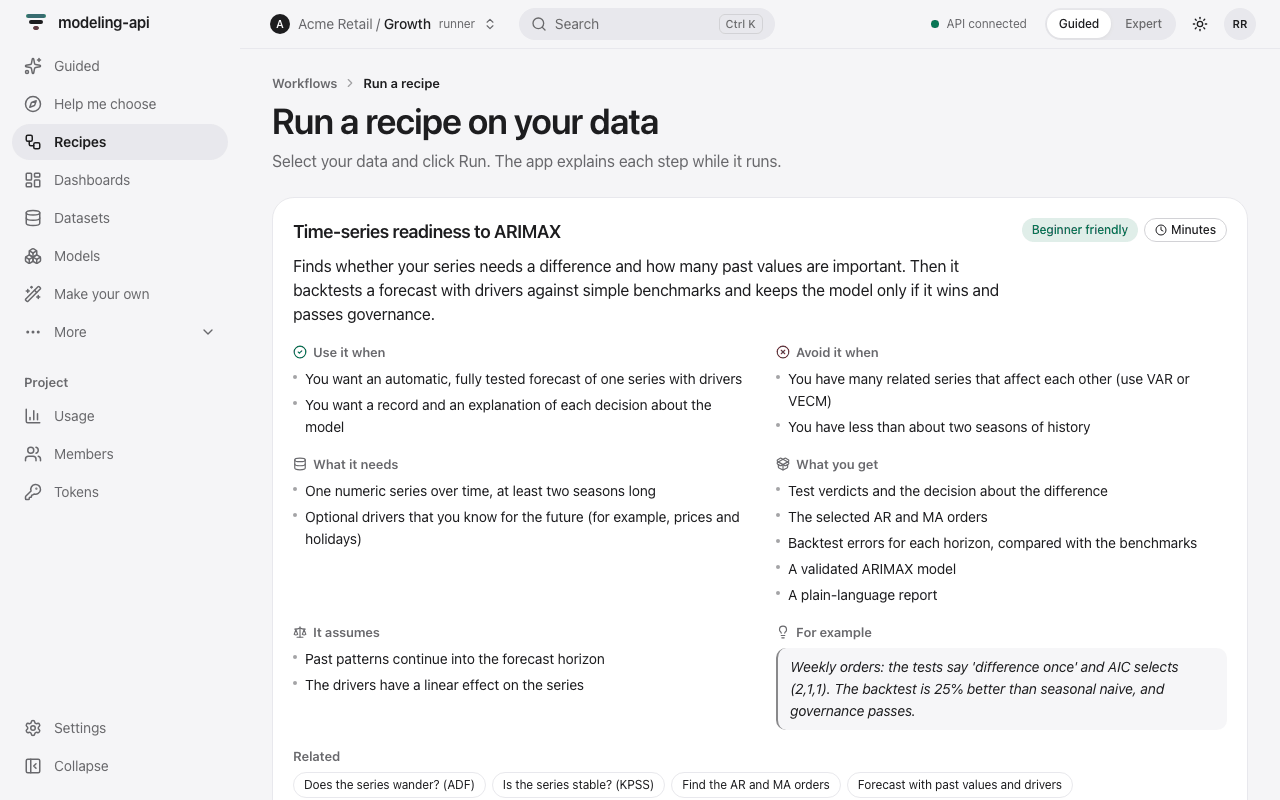 modeling-api
A
Acme Retail / Growth runner
Search
Ctrl K
API connected
Guided
Expert
RR
Guided
Help me choose
Recipes
Dashboards
Datasets
Models
Make your own
More
Project
Usage
Members
Tokens
Settings
Collapse
Workflows > Run a recipe
Run a recipe on your data
Select your data and click Run. The app explains each step while it runs.
Time-series readiness to ARIMAX
Beginner friendly
Minutes
Finds whether your series needs a difference and how many past values are important. Then it
backtests a forecast with drivers against simple benchmarks and keeps the model only if it wins and
passes governance.
Use it when
• You want an automatic, fully tested forecast of one series with drivers
• You want a record and an explanation of each decision about the
model
Avoid it when
• You have many related series that affect each other (use VAR or
VECM)
• You have less than about two seasons of history
What it needs
• One numeric series over time, at least two seasons long
• Optional drivers that you know for the future (for example, prices and
holidays)
What you get
• Test verdicts and the decision about the difference
• The selected AR and MA orders
• Backtest errors for each horizon, compared with the benchmarks
• A validated ARIMAX model
• A plain-language report
It assumes
• Past patterns continue into the forecast horizon
• The drivers have a linear effect on the series
For example
Weekly orders: the tests say 'difference once' and AIC selects
(2,1,1). The backtest is 25% better than seasonal naive, and
governance passes.
Related
Does the series wander? (ADF)
Is the series stable? (KPSS)
Find the AR and MA orders
Forecast with past values and drivers